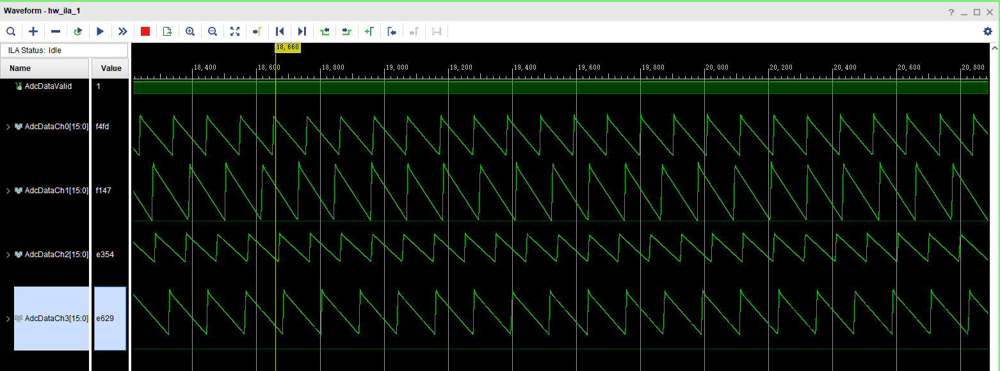 Waveform - hw_ila_1
? _ □ ×
ILA Status: Idle
18,660
Name Value
18,400 18,600 18,800 19,000 19,200 19,400 19,600 19,800 20,000 20,200 20,400 20,600 20,800
AdcDataValid 1
AdcDataCh0[15:0] f4fd
AdcDataCh1[15:0] f147
AdcDataCh2[15:0] e354
AdcDataCh3[15:0] e629